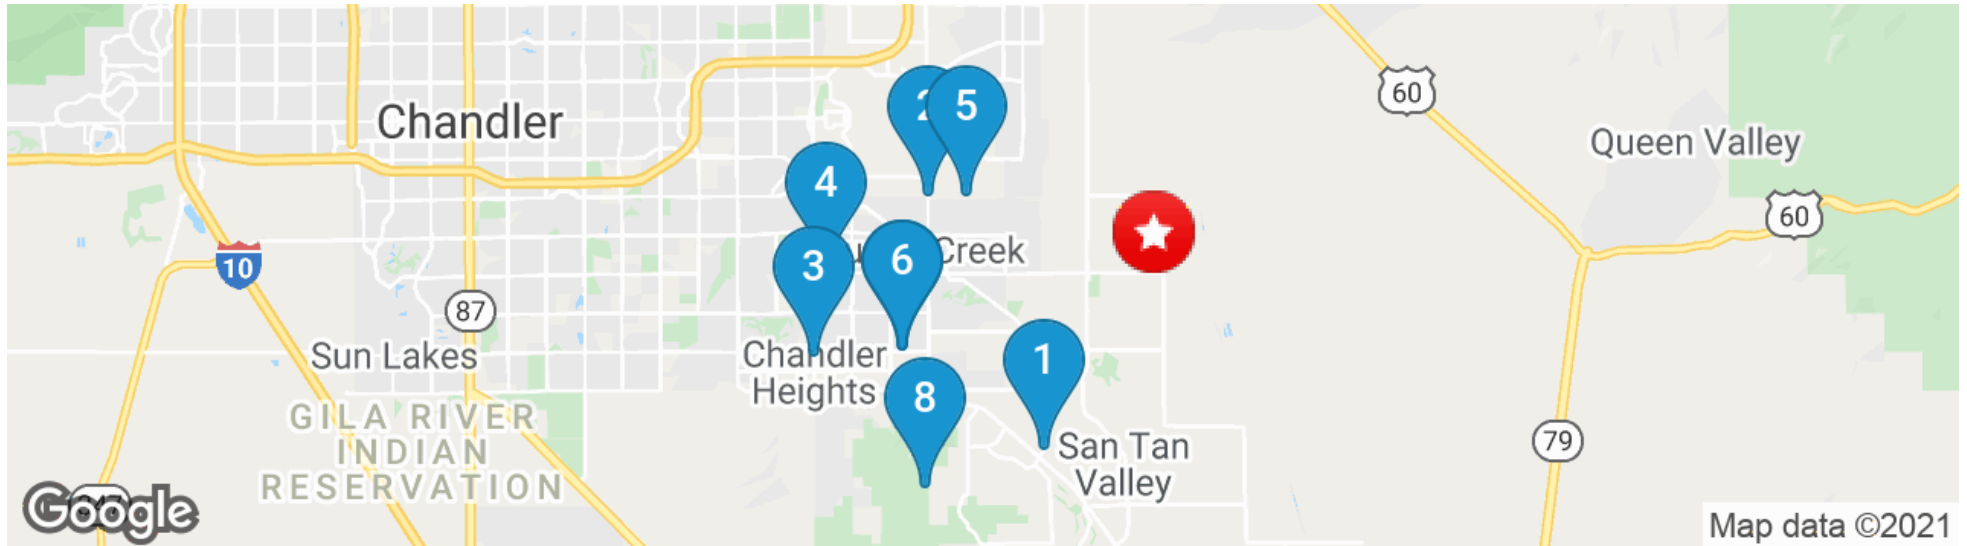 60
Chandler
2
5
Queen Valley
4
60
Creek
10
3
6
87
Sun Lakes
Chandler
Heights
1
8
GILA RIVER
INDIAN
RESERVATION
79
San Tan
Valley
Google
Map data ©2021